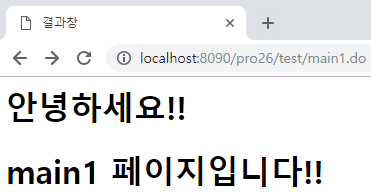 결과창
localhost:8090/pro26/test/main1.do
안녕하세요!!
main1 페이지입니다!!